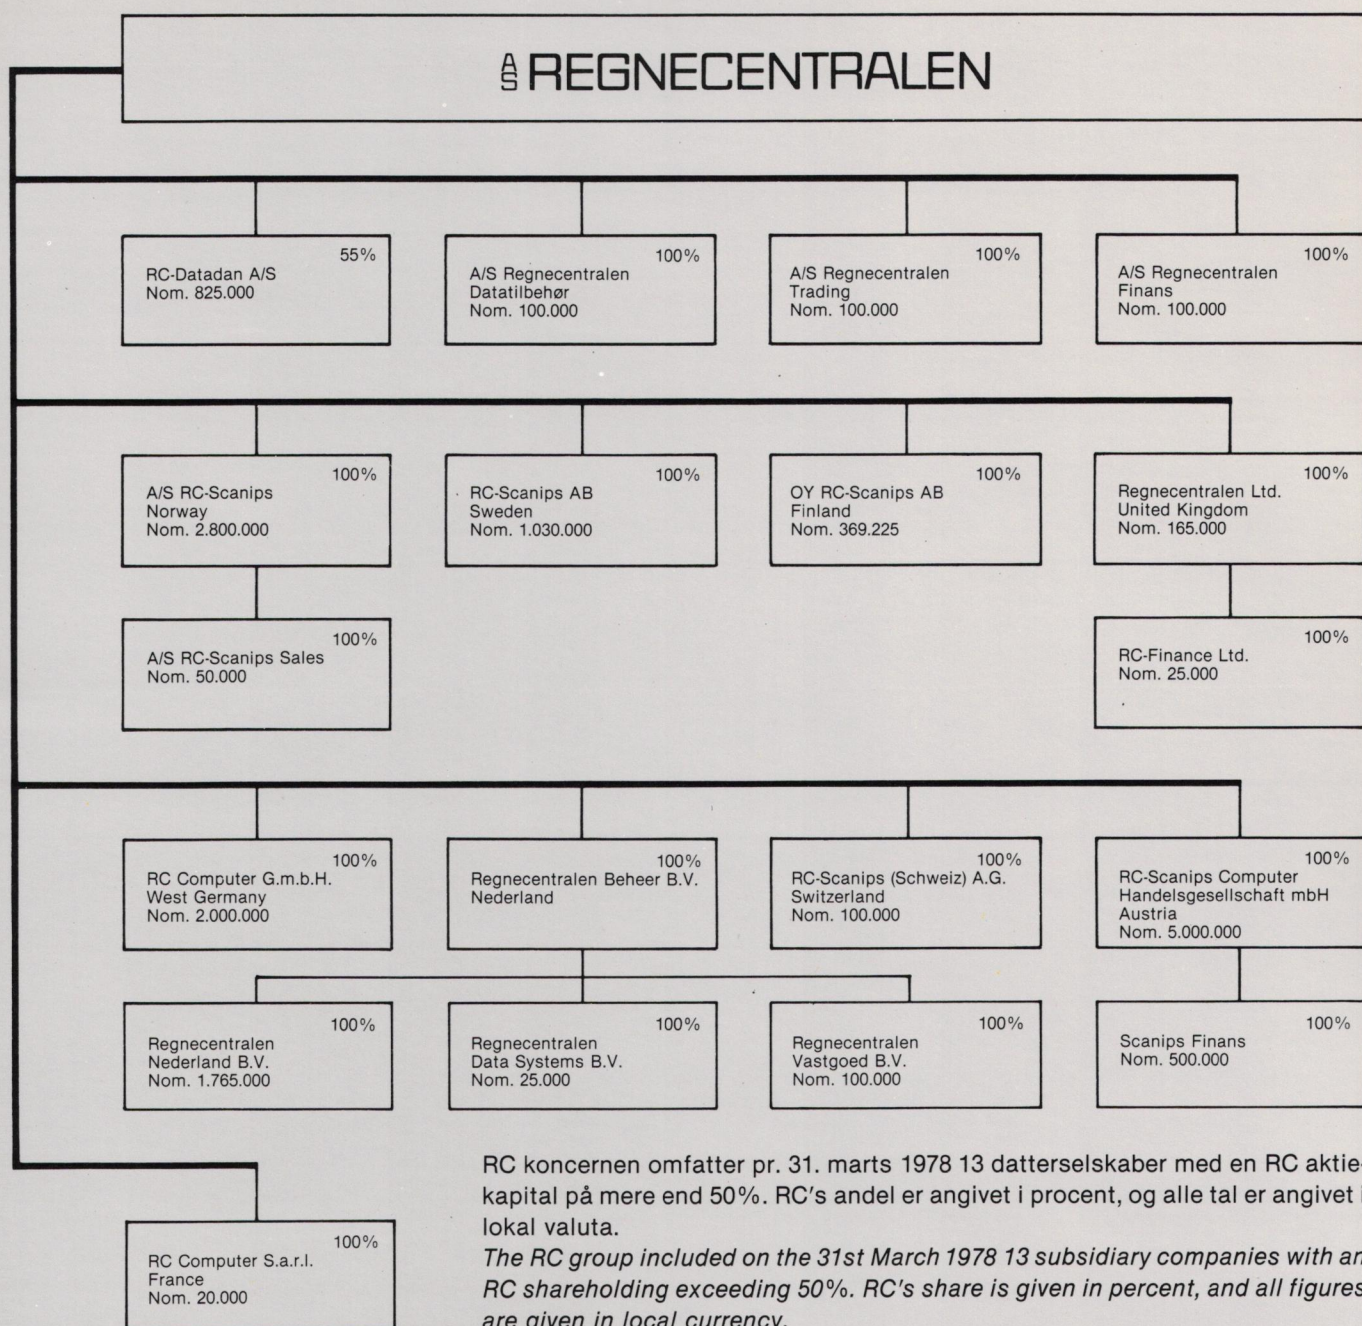 A/S REGNECENTRALEN
55%
RC-Datadan A/S
Nom. 825.000
100%
A/S Regnecentralen
Datatilbehør
Nom. 100.000
100%
A/S Regnecentralen
Trading
Nom. 100.000
100%
A/S Regnecentralen
Finans
Nom. 100.000
100%
A/S RC-Scanips
Norway
Nom. 2.800.000
100%
RC-Scanips AB
Sweden
Nom. 1.030.000
100%
OY RC-Scanips AB
Finland
Nom. 369.225
100%
Regnecentralen Ltd.
United Kingdom
Nom. 165.000
100%
A/S RC-Scanips Sales
Nom. 50.000
100%
RC-Finance Ltd.
Nom. 25.000
100%
RC Computer G.m.b.H.
West Germany
Nom. 2.000.000
100%
Regnecentralen Beheer B.V.
Nederland
100%
RC-Scanips (Schweiz) A.G.
Switzerland
Nom. 100.000
100%
RC-Scanips Computer
Handelsgesellschaft mbH
Austria
Nom. 5.000.000
100%
Regnecentralen
Nederland B.V.
Nom. 1.765.000
100%
Regnecentralen
Data Systems B.V.
Nom. 25.000
100%
Regnecentralen
Vastgoed B.V.
Nom. 100.000
100%
Scanips Finans
Nom. 500.000
100%
RC Computer S.a.r.l.
France
Nom. 20.000
RC koncernen omfatter pr. 31. marts 1978 13 datterselskaber med en RC aktie-
kapital på mere end 50%. RC's andel er angivet i procent, og alle tal er angivet i
lokal valuta.
The RC group included on the 31st March 1978 13 subsidiary companies with an
RC shareholding exceeding 50%. RC's share is given in percent, and all figures
are given in local currency.